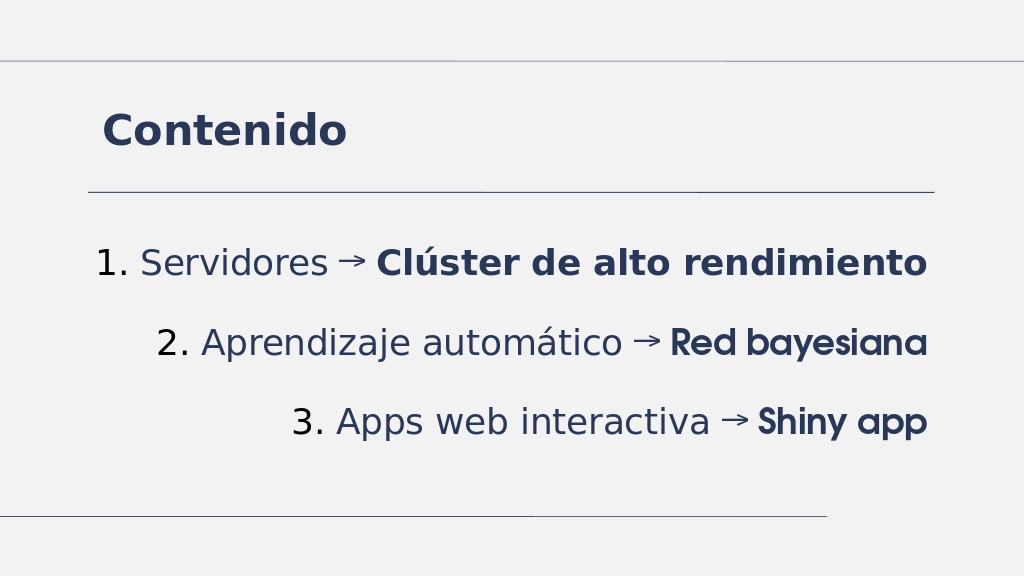 Contenido
1. Servidores → Clúster de alto rendimiento
2. Aprendizaje automático → Red bayesiana
3. Apps web interactiva → Shiny app